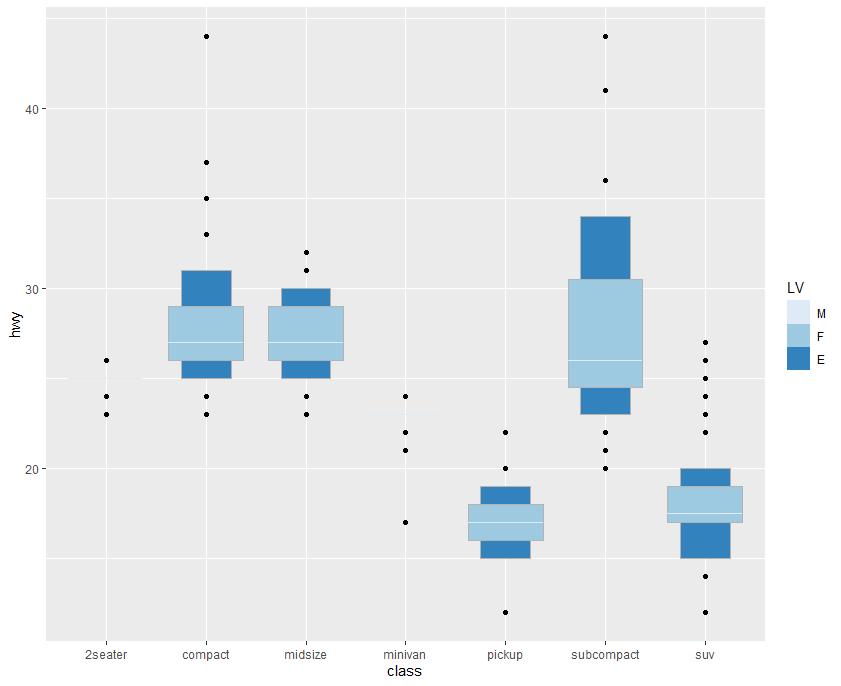 hwy
40
30
20
2seater compact midsize minivan pickup subcompact suv
class
LV
M
F
E